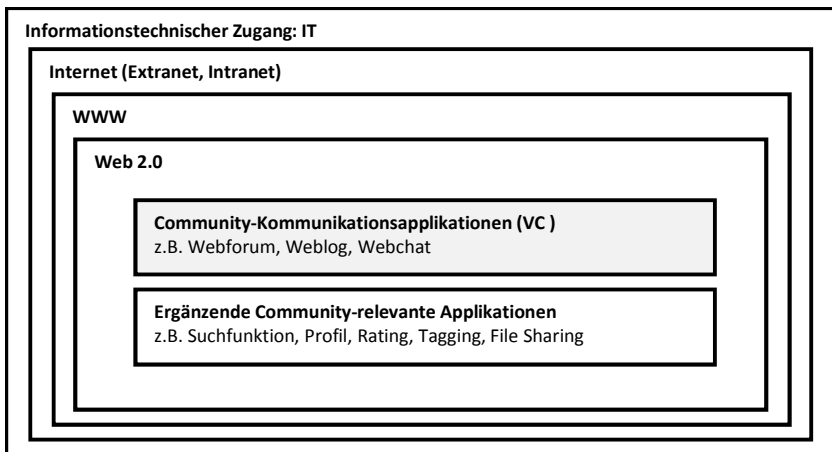 Informationstechnischer Zugang: IT
Internet (Extranet, Intranet)
WWW
Web 2.0
Community-Kommunikationsapplikationen (VC )
z.B. Webforum, Weblog, Webchat
Ergänzende Community-relevante Applikationen
z.B. Suchfunktion, Profil, Rating, Tagging, File Sharing